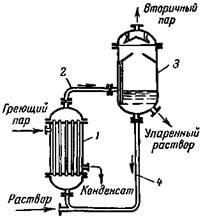 Вторичный
пар
2
3
Греющий
пар
1
Упаренный
раствор
Конденсат
4
Раствор